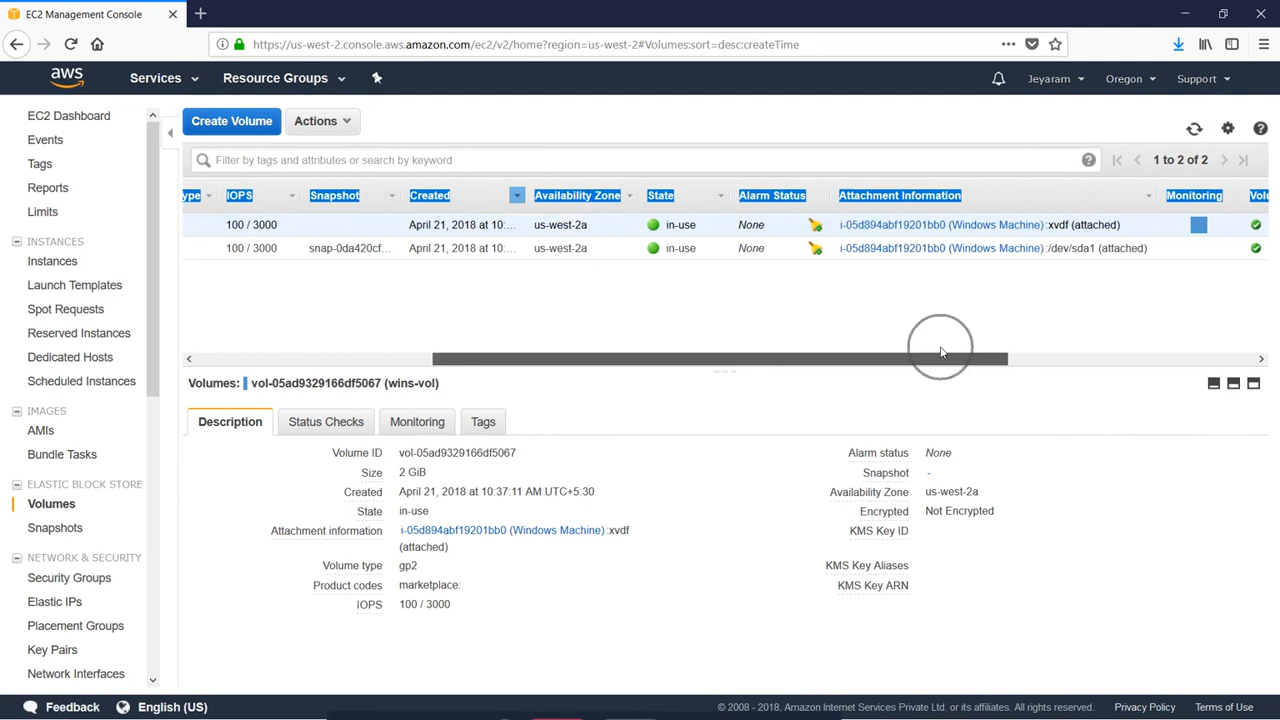 EC2 Management Console
https://us-west-2.console.aws.amazon.com/ec2/v2/home?region=us-west-2#Volumes:sort=desc:createTime
aws Services Resource Groups Jeyaram Oregon Support
EC2 Dashboard
Events
Tags
Reports
Limits
INSTANCES
Instances
Launch Templates
Spot Requests
Reserved Instances
Dedicated Hosts
Scheduled Instances
IMAGES
AMIs
Bundle Tasks
ELASTIC BLOCK STORE
Volumes
Snapshots
NETWORK & SECURITY
Security Groups
Elastic IPs
Placement Groups
Key Pairs
Network Interfaces
Create Volume Actions
Filter by tags and attributes or search by keyword 1 to 2 of 2
ype IOPS Snapshot Created Availability Zone State Alarm Status Attachment Information Monitoring Volu
100 / 3000 April 21, 2018 at 10:... us-west-2a in-use None i-05d894abf19201bb0 (Windows Machine):xvdf (attached)
100 / 3000 snap-0da420cf... April 21, 2018 at 10:... us-west-2a in-use None i-05d894abf19201bb0 (Windows Machine):/dev/sda1 (attached)
Volumes: vol-05ad9329166df5067 (wins-vol)
Description Status Checks Monitoring Tags
Volume ID vol-05ad9329166df5067
Size 2 GiB
Created April 21, 2018 at 10:37:11 AM UTC+5:30
State in-use
Attachment information i-05d894abf19201bb0 (Windows Machine):xvdf
(attached)
Volume type gp2
Product codes marketplace:
IOPS 100 / 3000
Alarm status None
Snapshot -
Availability Zone us-west-2a
Encrypted Not Encrypted
KMS Key ID
KMS Key Aliases
KMS Key ARN
Feedback English (US) © 2008 - 2018, Amazon Internet Services Private Ltd. or its affiliates. All rights reserved. Privacy Policy Terms of Use